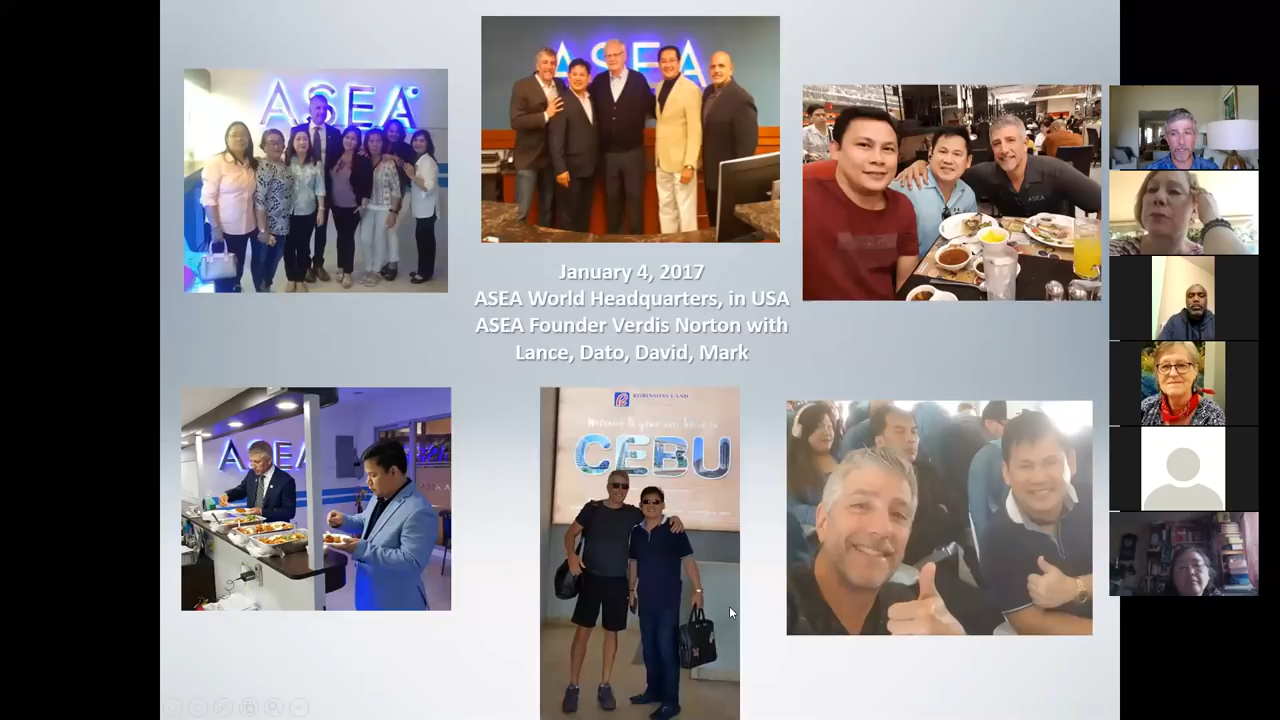 ASEA
ASEA
January 4, 2017
ASEA World Headquarters, in USA
ASEA Founder Verdis Norton with
Lance, Dato, David, Mark
ASEA
ASEA
ROBINSONS LAND
CEBU